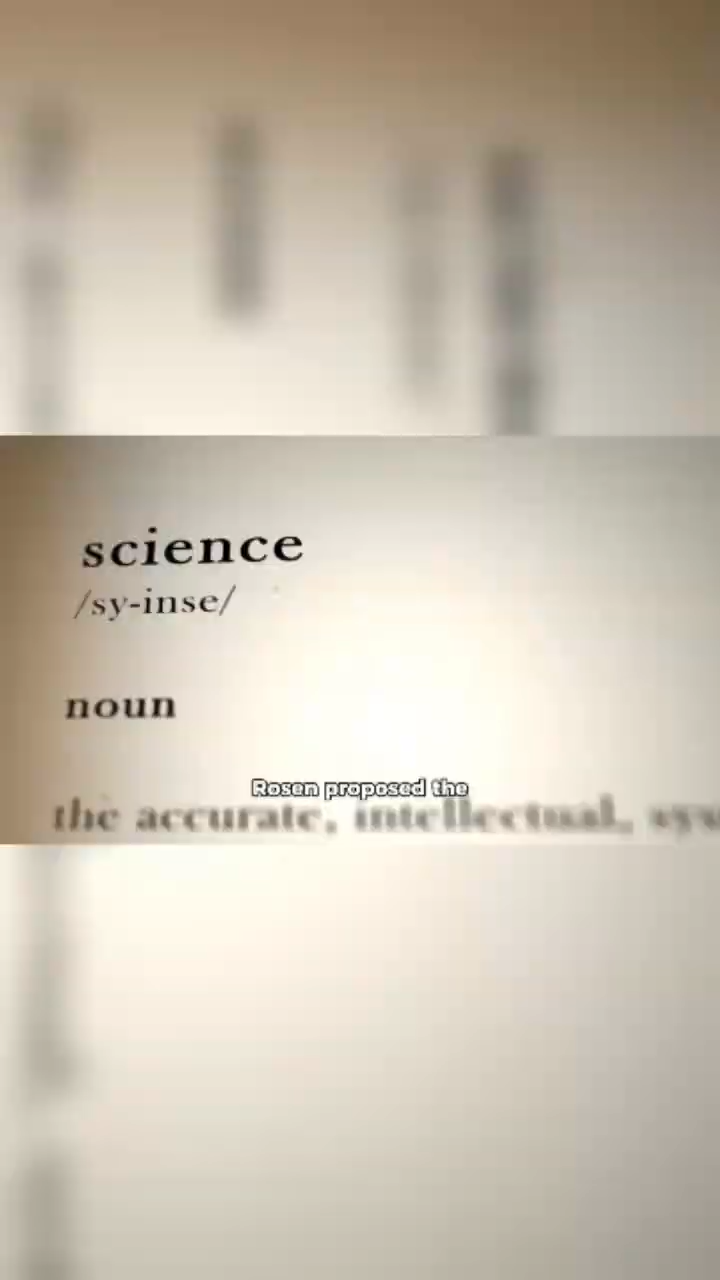 science
/sy-inse/
noun
Rosen proposed the
the accurate, intellectual,